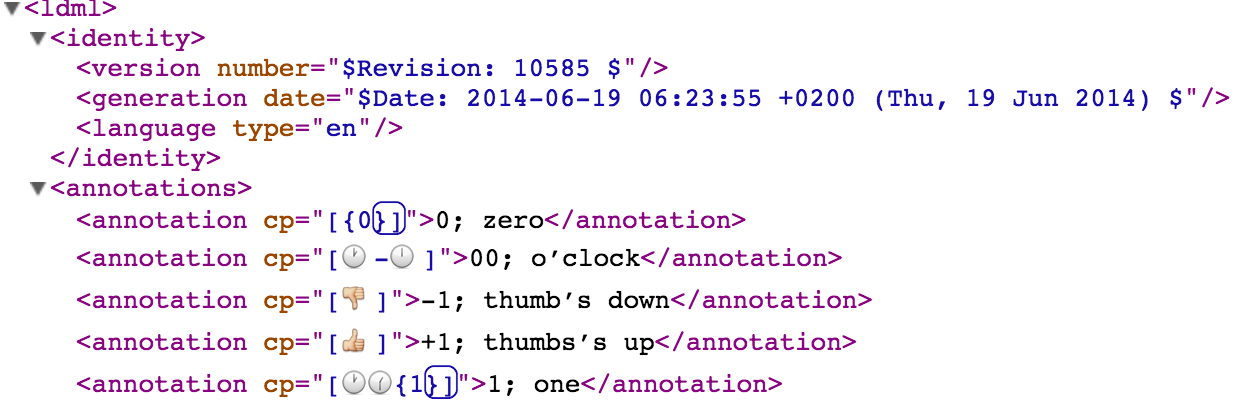 ▼<ldml>
▼<identity>
<version number="$Revision: 10585 $"/>
<generation date="$Date: 2014-06-19 06:23:55 +0200 (Thu, 19 Jun 2014) $"/>
<language type="en"/>
</identity>
▼<annotations>
<annotation cp="[{0}]">0; zero</annotation>
<annotation cp="[🕐-🕛]">00; o’clock</annotation>
<annotation cp="[👎]">-1; thumb’s down</annotation>
<annotation cp="[👍]">+1; thumbs’s up</annotation>
<annotation cp="[🕐🕜{1}]">1; one</annotation>